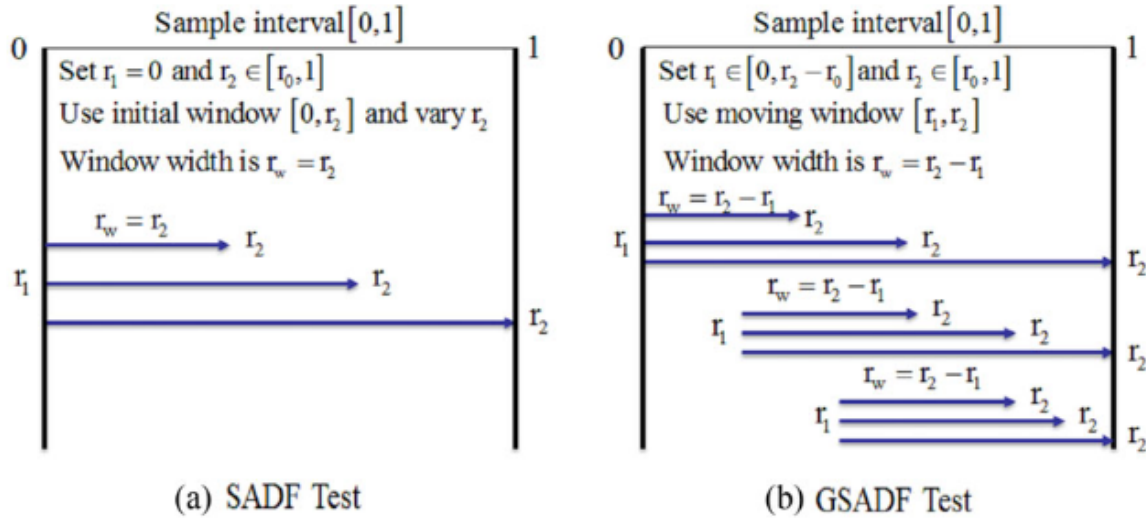 Sample interval[0,1]
0
1
Set r₁ = 0 and r₂ ∈ [r₀,1]
Use initial window [0,r₂] and vary r₂
Window width is r_w = r₂
r_w = r₂
r₂
r₁
r₂
r₂
(a) SADF Test
Sample interval[0,1]
0
1
Set r₁ ∈ [0, r₂ − r₀] and r₂ ∈ [r₀,1]
Use moving window [r₁,r₂]
Window width is r_w = r₂ − r₁
r_w = r₂ − r₁
r₂
r₁
r₂
r₂
r_w = r₂ − r₁
r₂
r₁
r₂
r₂
r_w = r₂ − r₁
r₂
r₁
r₂
r₂
(b) GSADF Test